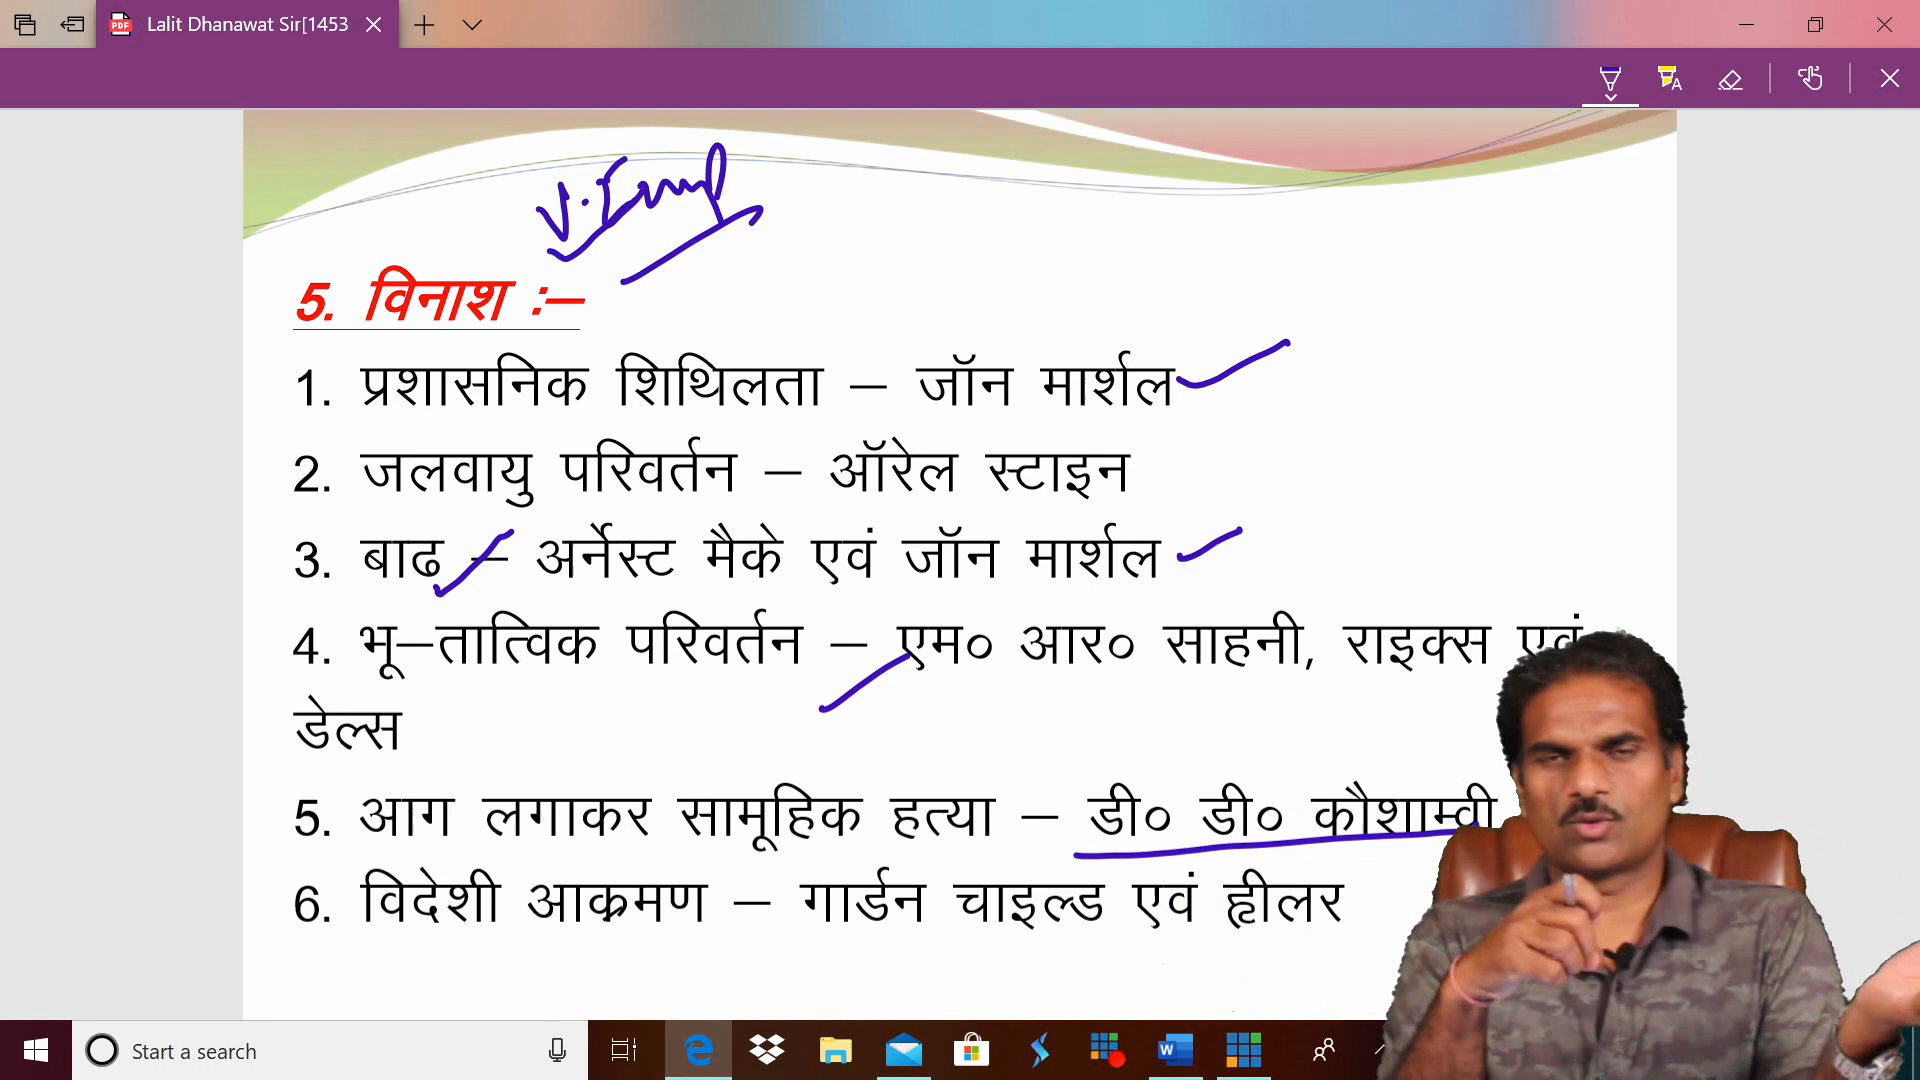 Lalit Dhanawat Sir[1453
V. Imp
5. विनाश :–
1. प्रशासनिक शिथिलता – जॉन मार्शल
2. जलवायु परिवर्तन – ऑरेल स्टाइन
3. बाढ – अर्नेस्ट मैके एवं जॉन मार्शल
4. भू–तात्विक परिवर्तन – एम० आर० साहनी, राइक्स एवं
डेल्स
5. आग लगाकर सामूहिक हत्या – डी० डी० कौशाम्वी
6. विदेशी आक्रमण – गार्डन चाइल्ड एवं ह्वीलर
Start a search